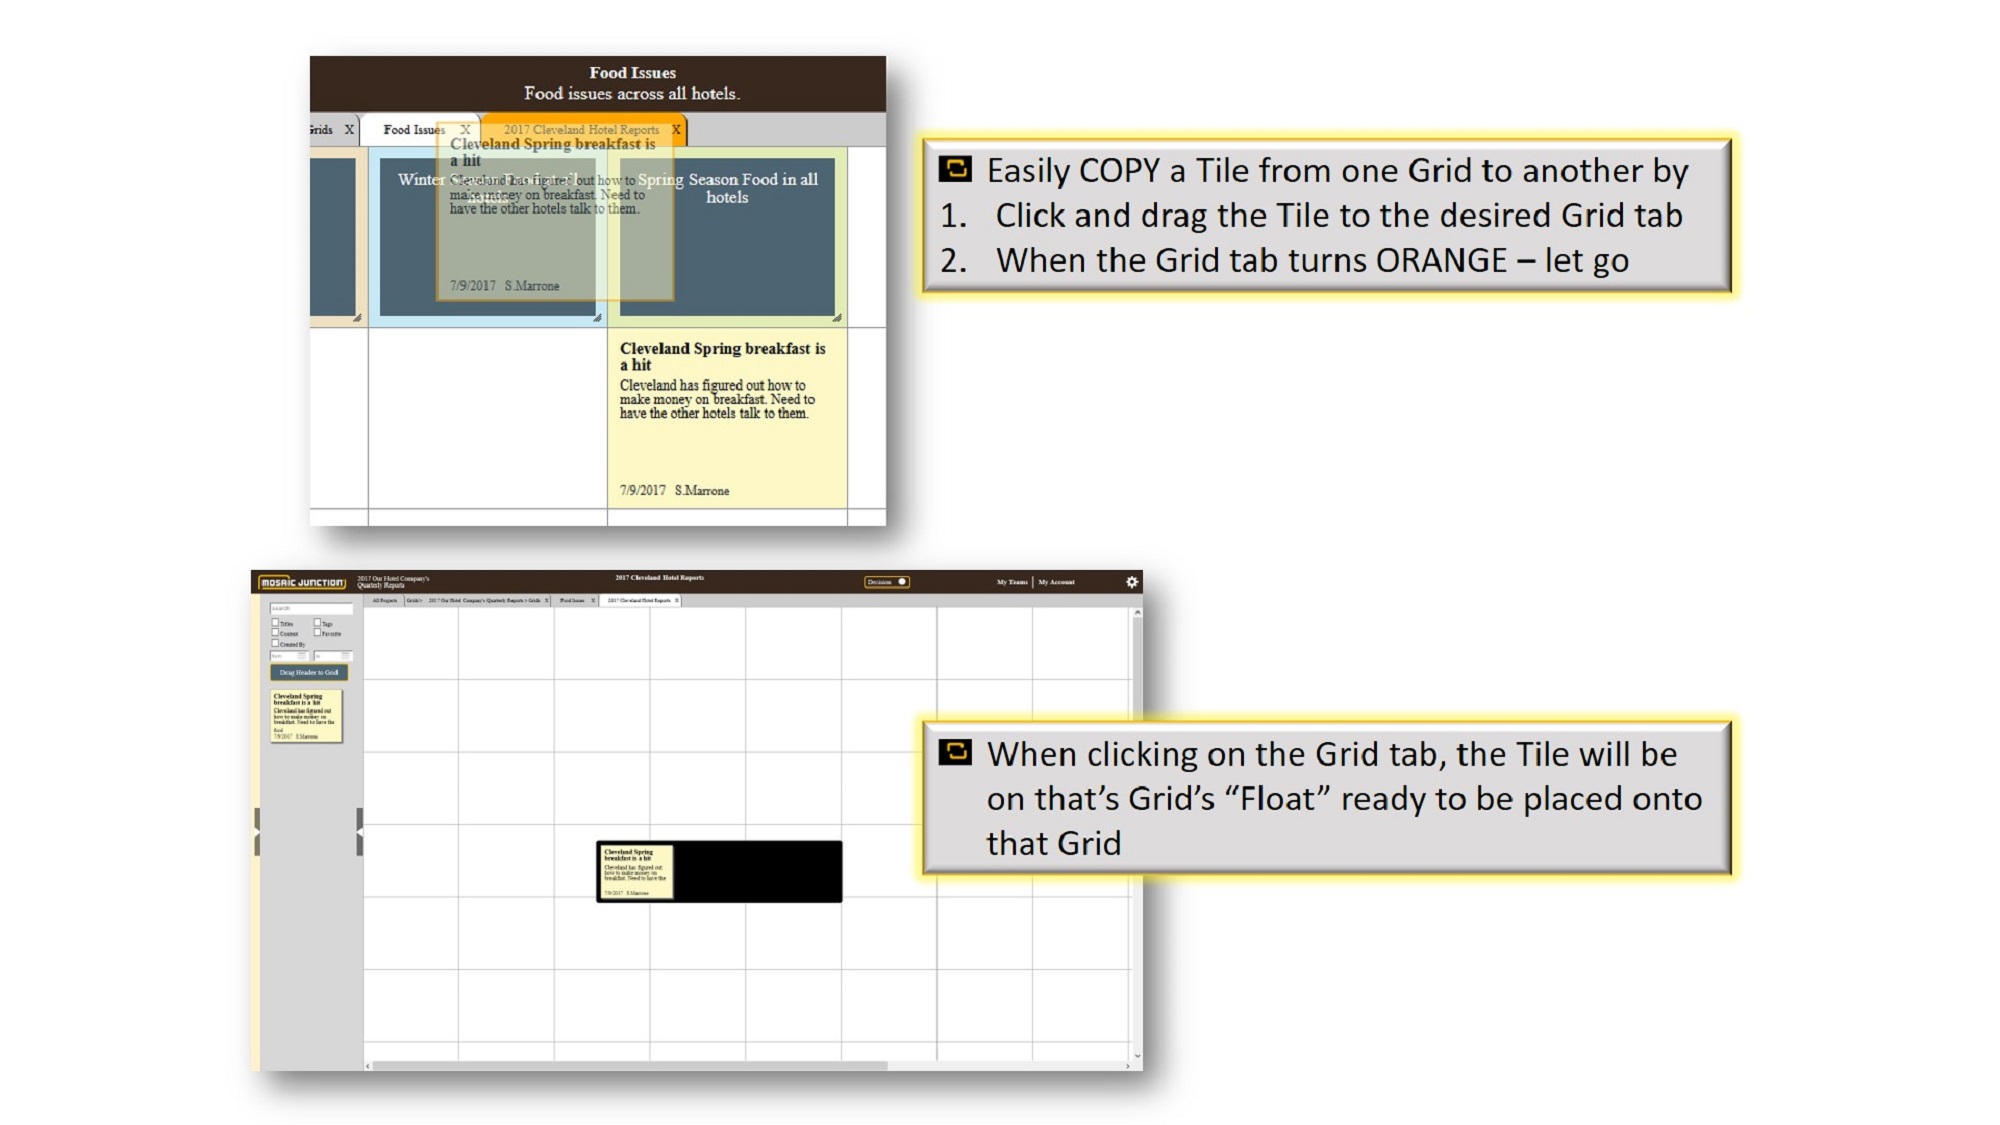 Food Issues
Food issues across all hotels.
Grids X
Food Issues X
2017 Cleveland Hotel Reports X
Cleveland Spring breakfast is
a hit
Cleveland has figured out how to
make money on breakfast. Need to
have the other hotels talk to them.
7/9/2017 S.Marrone
Winter
Spring Season Food in all
hotels
Cleveland Spring breakfast is
a hit
Cleveland has figured out how to
make money on breakfast. Need to
have the other hotels talk to them.
7/9/2017 S.Marrone
Easily COPY a Tile from one Grid to another by
1. Click and drag the Tile to the desired Grid tab
2. When the Grid tab turns ORANGE – let go
MOSAIC JUNCTION
2017 Our Hotel Company's
Quarterly Reports
2017 Cleveland Hotel Reports
Decision
My Teams | My Account
All Projects
Grids > 2017 Our Hotel Company's Quarterly Reports > Grids X
Food Issues X
2017 Cleveland Hotel Reports X
search
Titles Tags
Content Favorite
Created By
Drag Header to Grid
Cleveland Spring
breakfast is a hit
Cleveland has figured out
how to make money on
breakfast. Need to have the
7/9/2017 S.Marrone
Cleveland Spring
breakfast is a hit
Cleveland has figured out
how to make money on
breakfast. Need to have the
7/9/2017 S.Marrone
When clicking on the Grid tab, the Tile will be
on that’s Grid’s “Float” ready to be placed onto
that Grid